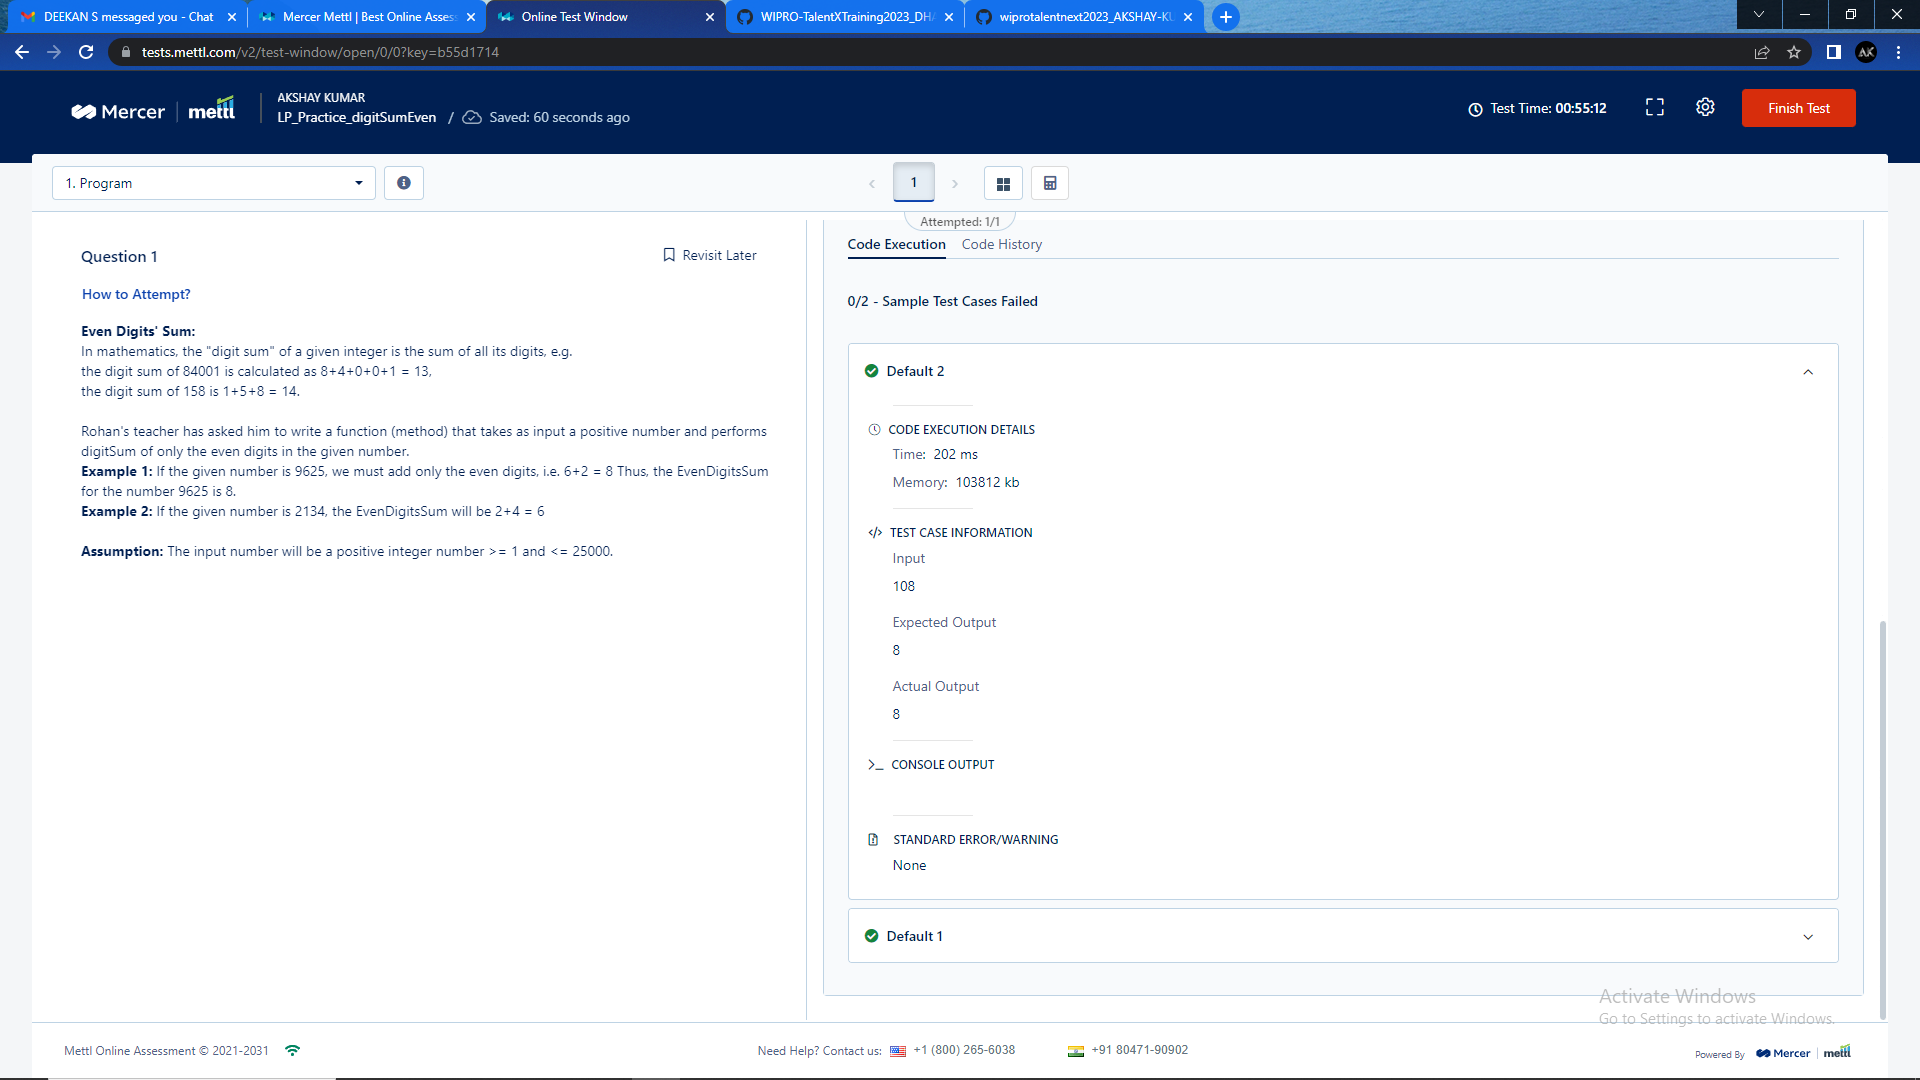 DEEKAN S messaged you - Chat
Mercer Mettl | Best Online Assess
Online Test Window
WIPRO-TalentXTraining2023_DHA
wiprotalentnext2023_AKSHAY-KU
tests.mettl.com/v2/test-window/open/0/0?key=b55d1714
AK
Mercer | mettl
AKSHAY KUMAR
LP_Practice_digitSumEven / Saved: 60 seconds ago
Test Time: 00:55:12
Finish Test
1. Program
1
Attempted: 1/1
Question 1
Revisit Later
How to Attempt?
Even Digits' Sum:
In mathematics, the "digit sum" of a given integer is the sum of all its digits, e.g.
the digit sum of 84001 is calculated as 8+4+0+0+1 = 13,
the digit sum of 158 is 1+5+8 = 14.
Rohan's teacher has asked him to write a function (method) that takes as input a positive number and performs
digitSum of only the even digits in the given number.
Example 1: If the given number is 9625, we must add only the even digits, i.e. 6+2 = 8 Thus, the EvenDigitsSum
for the number 9625 is 8.
Example 2: If the given number is 2134, the EvenDigitsSum will be 2+4 = 6
Assumption: The input number will be a positive integer number >= 1 and <= 25000.
Code Execution
Code History
0/2 - Sample Test Cases Failed
Default 2
CODE EXECUTION DETAILS
Time: 202 ms
Memory: 103812 kb
</> TEST CASE INFORMATION
Input
108
Expected Output
8
Actual Output
8
>_ CONSOLE OUTPUT
STANDARD ERROR/WARNING
None
Default 1
Activate Windows
Go to Settings to activate Windows.
Mettl Online Assessment © 2021-2031
Need Help? Contact us: +1 (800) 265-6038
+91 80471-90902
Powered By Mercer | mettl